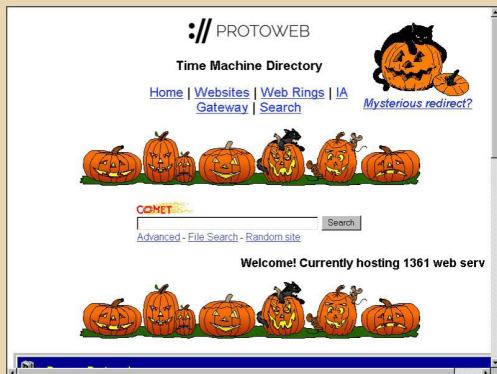 :// PROTOWEB
Time Machine Directory
Home | Websites | Web Rings | IA
Gateway | Search
Mysterious redirect?
COMET
Search
Advanced - File Search - Random site
Welcome! Currently hosting 1361 web serv